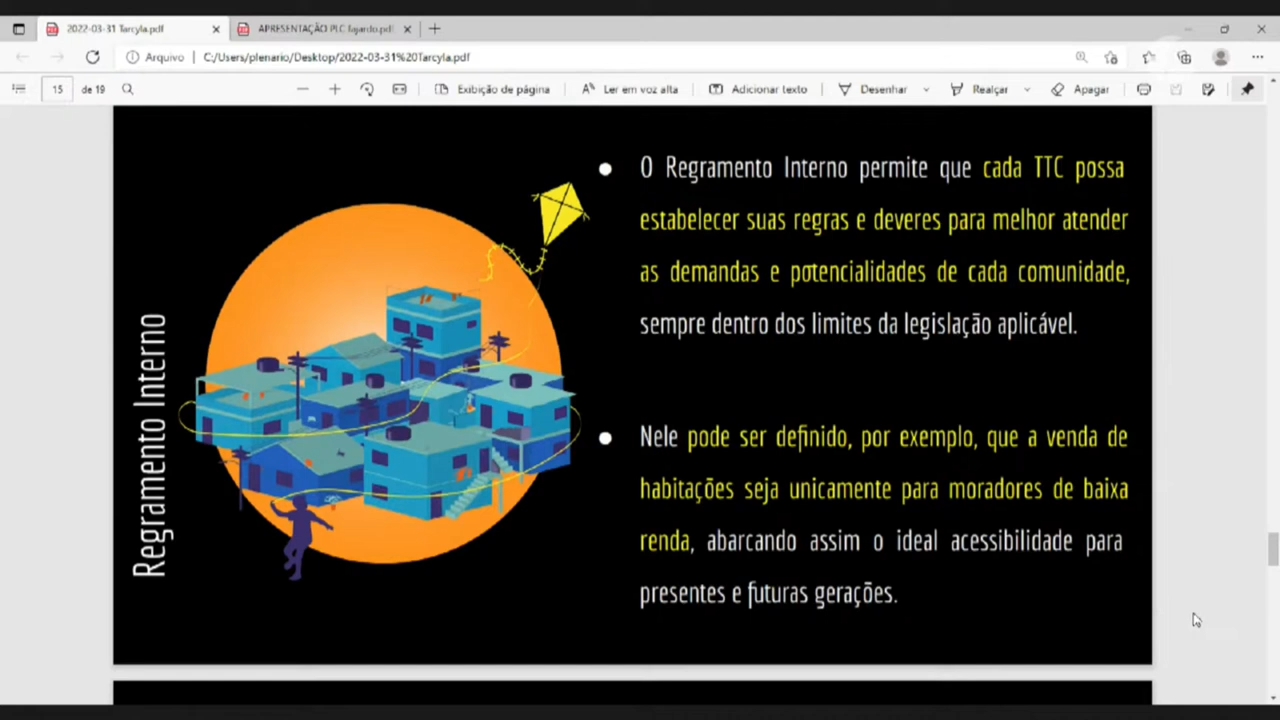 2022-03-31 Tarcyla.pdf
APRESENTAÇÃO PLC fajardo.pdf
Arquivo
C:/Users/plenario/Desktop/2022-03-31%20Tarcyla.pdf
15 de 19
Exibição de página
Ler em voz alta
Adicionar texto
Desenhar
Realçar
Apagar
Regramento Interno
O Regramento Interno permite que cada TTC possa
estabelecer suas regras e deveres para melhor atender
as demandas e potencialidades de cada comunidade,
sempre dentro dos limites da legislação aplicável.
Nele pode ser definido, por exemplo, que a venda de
habitações seja unicamente para moradores de baixa
renda, abarcando assim o ideal acessibilidade para
presentes e futuras gerações.